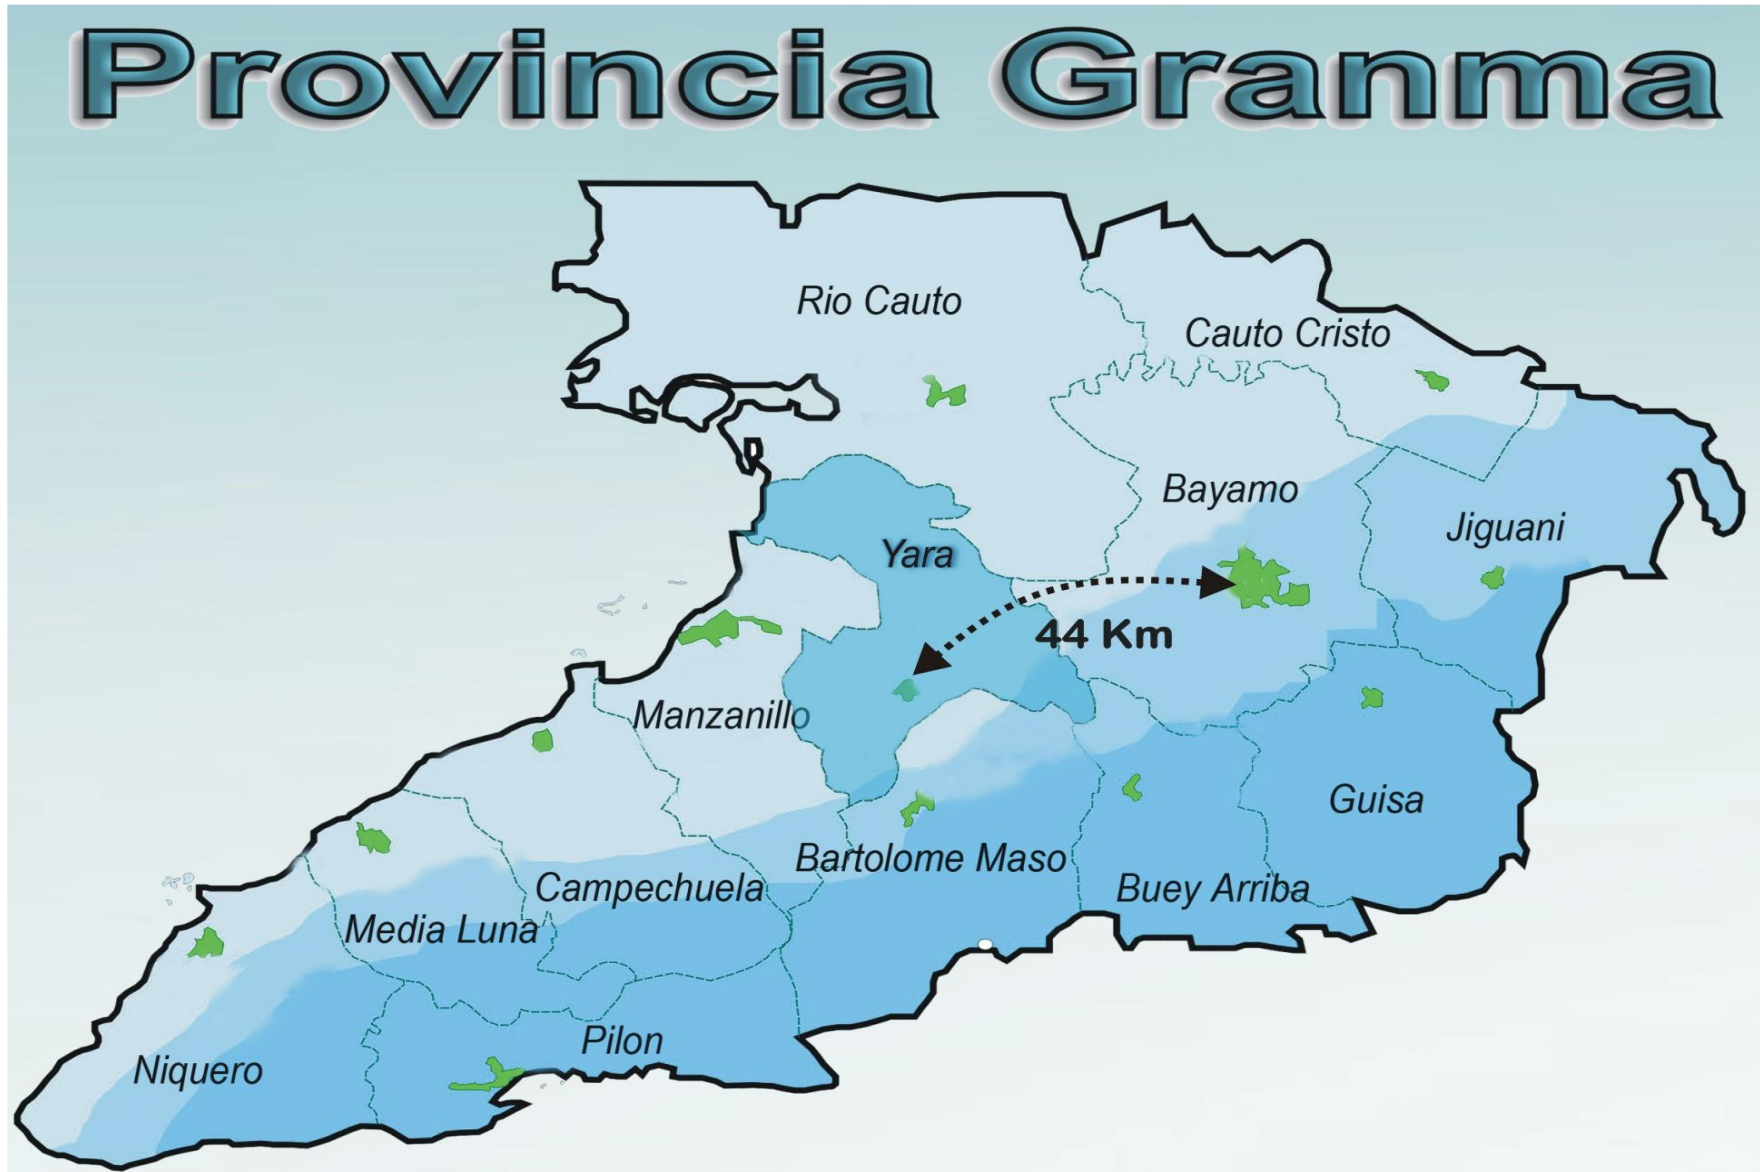 Provincia Granma
Rio Cauto
Cauto Cristo
Bayamo
Jiguani
Yara
44 Km
Manzanillo
Guisa
Bartolome Maso
Campechuela
Buey Arriba
Media Luna
Pilon
Niquero